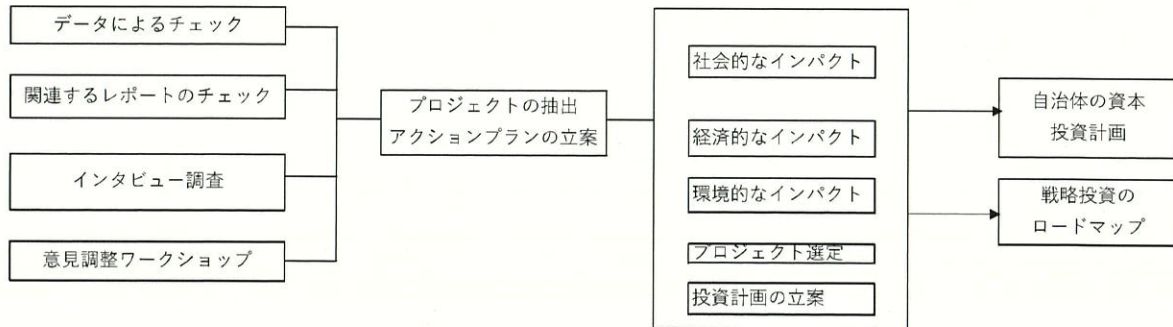 データによるチェック
関連するレポートのチェック
インタビュー調査
意見調整ワークショップ
プロジェクトの抽出
アクションプランの立案
社会的なインパクト
経済的なインパクト
環境的なインパクト
プロジェクト選定
投資計画の立案
自治体の資本
投資計画
戦略投資の
ロードマップ